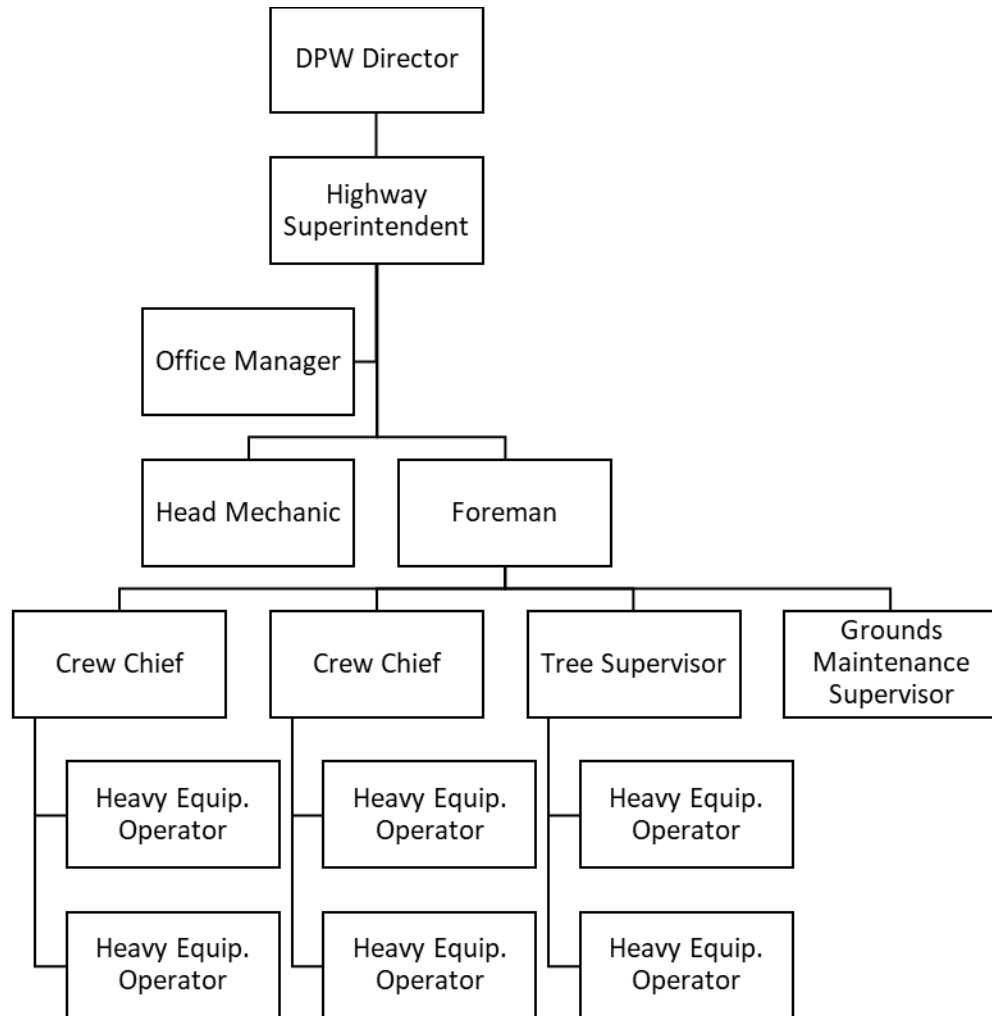 DPW Director
Highway
Superintendent
Office Manager
Head Mechanic
Foreman
Crew Chief
Crew Chief
Tree Supervisor
Grounds
Maintenance
Supervisor
Heavy Equip.
Operator
Heavy Equip.
Operator
Heavy Equip.
Operator
Heavy Equip.
Operator
Heavy Equip.
Operator
Heavy Equip.
Operator